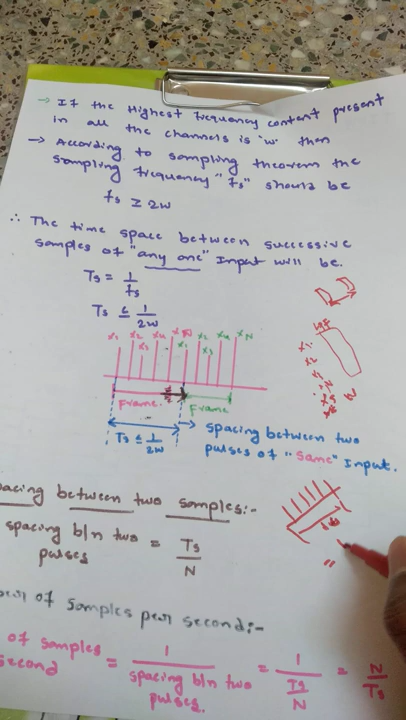 → If the Highest frequency content present
in all the channels is 'w' then
→ According to sampling theorem the
Sampling frequency "fs" should be
fs ≥ 2w
∴ The time space between successive
samples of "any one" Input will be.
Ts = 1/fs
Ts ≤ 1/2w
x1 x2 x3 x4 xN x1 x2 x3 x4 xN
Frame. Frame
Ts ≤ 1/2w → spacing between two
pulses of "same" Input.
pacing between two samples:-
spacing b/n two pulses = Ts/N
of samples per second:-
of samples second = 1/spacing b/n two pulses. = 1/(Ts/N) = N/Ts